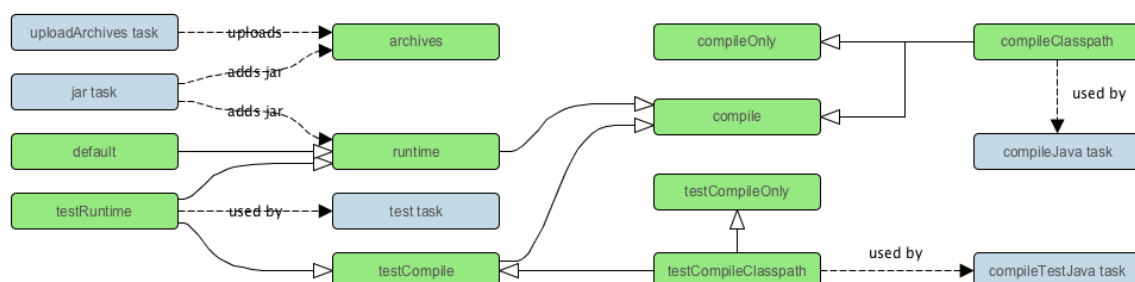 uploadArchives task
uploads
archives
compileOnly
compileClasspath
adds jar
used by
jar task
adds jar
compile
default
runtime
compileJava task
testCompileOnly
testRuntime
used by
test task
used by
testCompile
testCompileClasspath
compileTestJava task